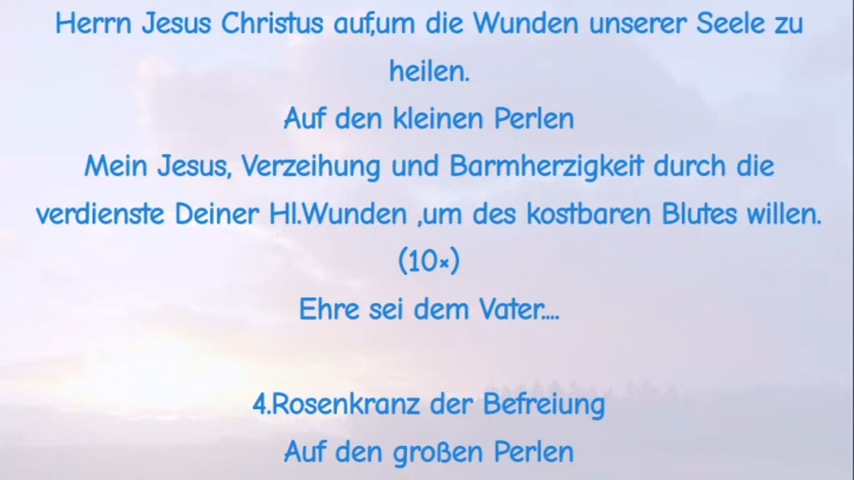 Herrn Jesus Christus auf,um die Wunden unserer Seele zu
heilen.
Auf den kleinen Perlen
Mein Jesus, Verzeihung und Barmherzigkeit durch die
verdienste Deiner Hl.Wunden ,um des kostbaren Blutes willen.
(10×)
Ehre sei dem Vater....
4.Rosenkranz der Befreiung
Auf den großen Perlen